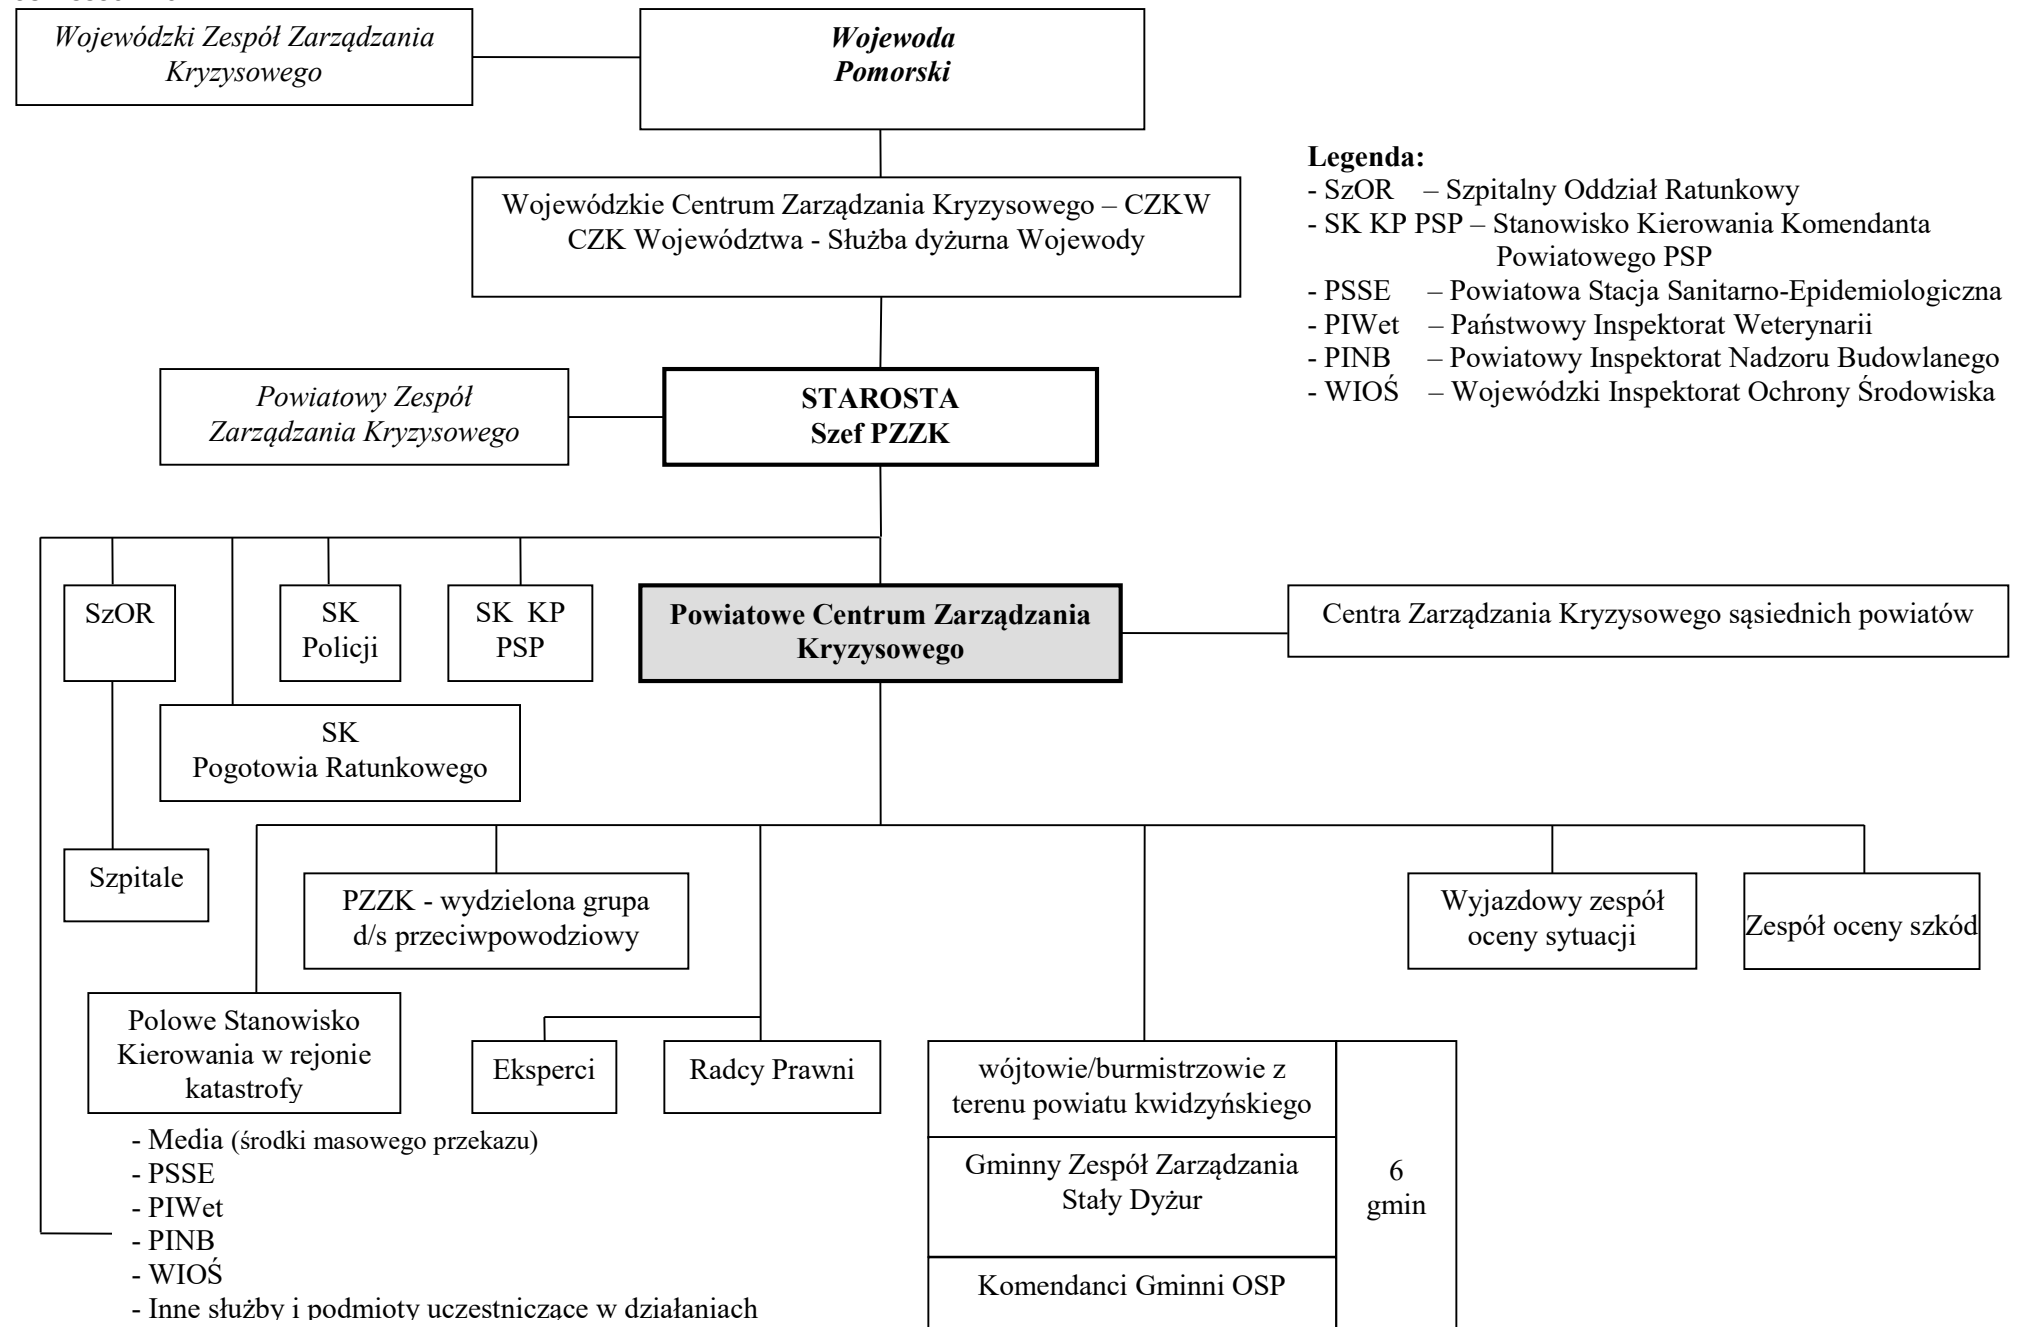 Wojewódzki Zespół Zarządzania
Kryzysowego
Wojewoda
Pomorski
Wojewódzkie Centrum Zarządzania Kryzysowego – CZKW
CZK Województwa - Służba dyżurna Wojewody
Legenda:
- SzOR – Szpitalny Oddział Ratunkowy
- SK KP PSP – Stanowisko Kierowania Komendanta
Powiatowego PSP
- PSSE – Powiatowa Stacja Sanitarno-Epidemiologiczna
- PIWet – Państwowy Inspektorat Weterynarii
- PINB – Powiatowy Inspektorat Nadzoru Budowlanego
- WIOŚ – Wojewódzki Inspektorat Ochrony Środowiska
Powiatowy Zespół
Zarządzania Kryzysowego
STAROSTA
Szef PZZK
SzOR
SK
Policji
SK KP
PSP
Powiatowe Centrum Zarządzania
Kryzysowego
Centra Zarządzania Kryzysowego sąsiednich powiatów
SK
Pogotowia Ratunkowego
Szpitale
PZZK - wydzielona grupa
d/s przeciwpowodziowy
Wyjazdowy zespół
oceny sytuacji
Zespół oceny szkód
Polowe Stanowisko
Kierowania w rejonie
katastrofy
Eksperci
Radcy Prawni
wójtowie/burmistrzowie z
terenu powiatu kwidzyńskiego
Gminny Zespół Zarządzania
Stały Dyżur
Komendanci Gminni OSP
6
gmin
- Media (środki masowego przekazu)
- PSSE
- PIWet
- PINB
- WIOŚ
- Inne służby i podmioty uczestniczące w działaniach